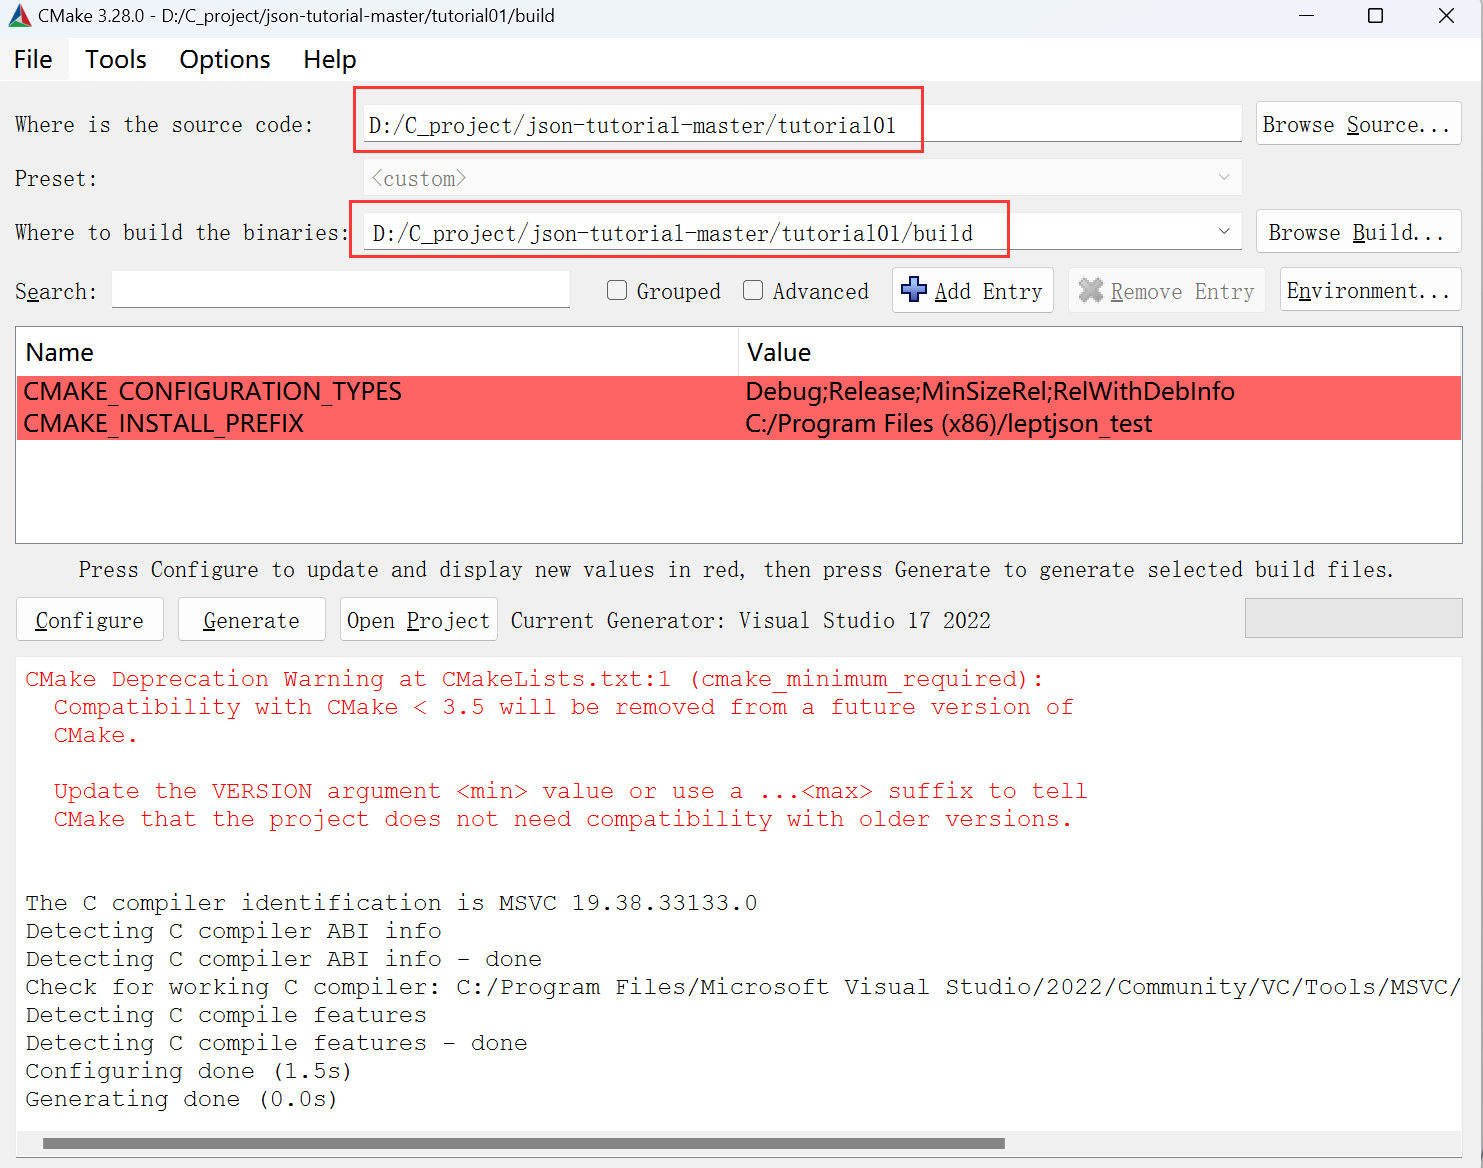 CMake 3.28.0 - D:/C_project/json-tutorial-master/tutorial01/build
File Tools Options Help
Where is the source code: D:/C_project/json-tutorial-master/tutorial01 Browse Source...
Preset: <custom>
Where to build the binaries: D:/C_project/json-tutorial-master/tutorial01/build Browse Build...
Search: Grouped Advanced Add Entry Remove Entry Environment...
Name Value
CMAKE_CONFIGURATION_TYPES Debug;Release;MinSizeRel;RelWithDebInfo
CMAKE_INSTALL_PREFIX C:/Program Files (x86)/leptjson_test
Press Configure to update and display new values in red, then press Generate to generate selected build files.
Configure Generate Open Project Current Generator: Visual Studio 17 2022
CMake Deprecation Warning at CMakeLists.txt:1 (cmake_minimum_required):
Compatibility with CMake < 3.5 will be removed from a future version of
CMake.
Update the VERSION argument <min> value or use a ...<max> suffix to tell
CMake that the project does not need compatibility with older versions.
The C compiler identification is MSVC 19.38.33133.0
Detecting C compiler ABI info
Detecting C compiler ABI info - done
Check for working C compiler: C:/Program Files/Microsoft Visual Studio/2022/Community/VC/Tools/MSVC/
Detecting C compile features
Detecting C compile features - done
Configuring done (1.5s)
Generating done (0.0s)